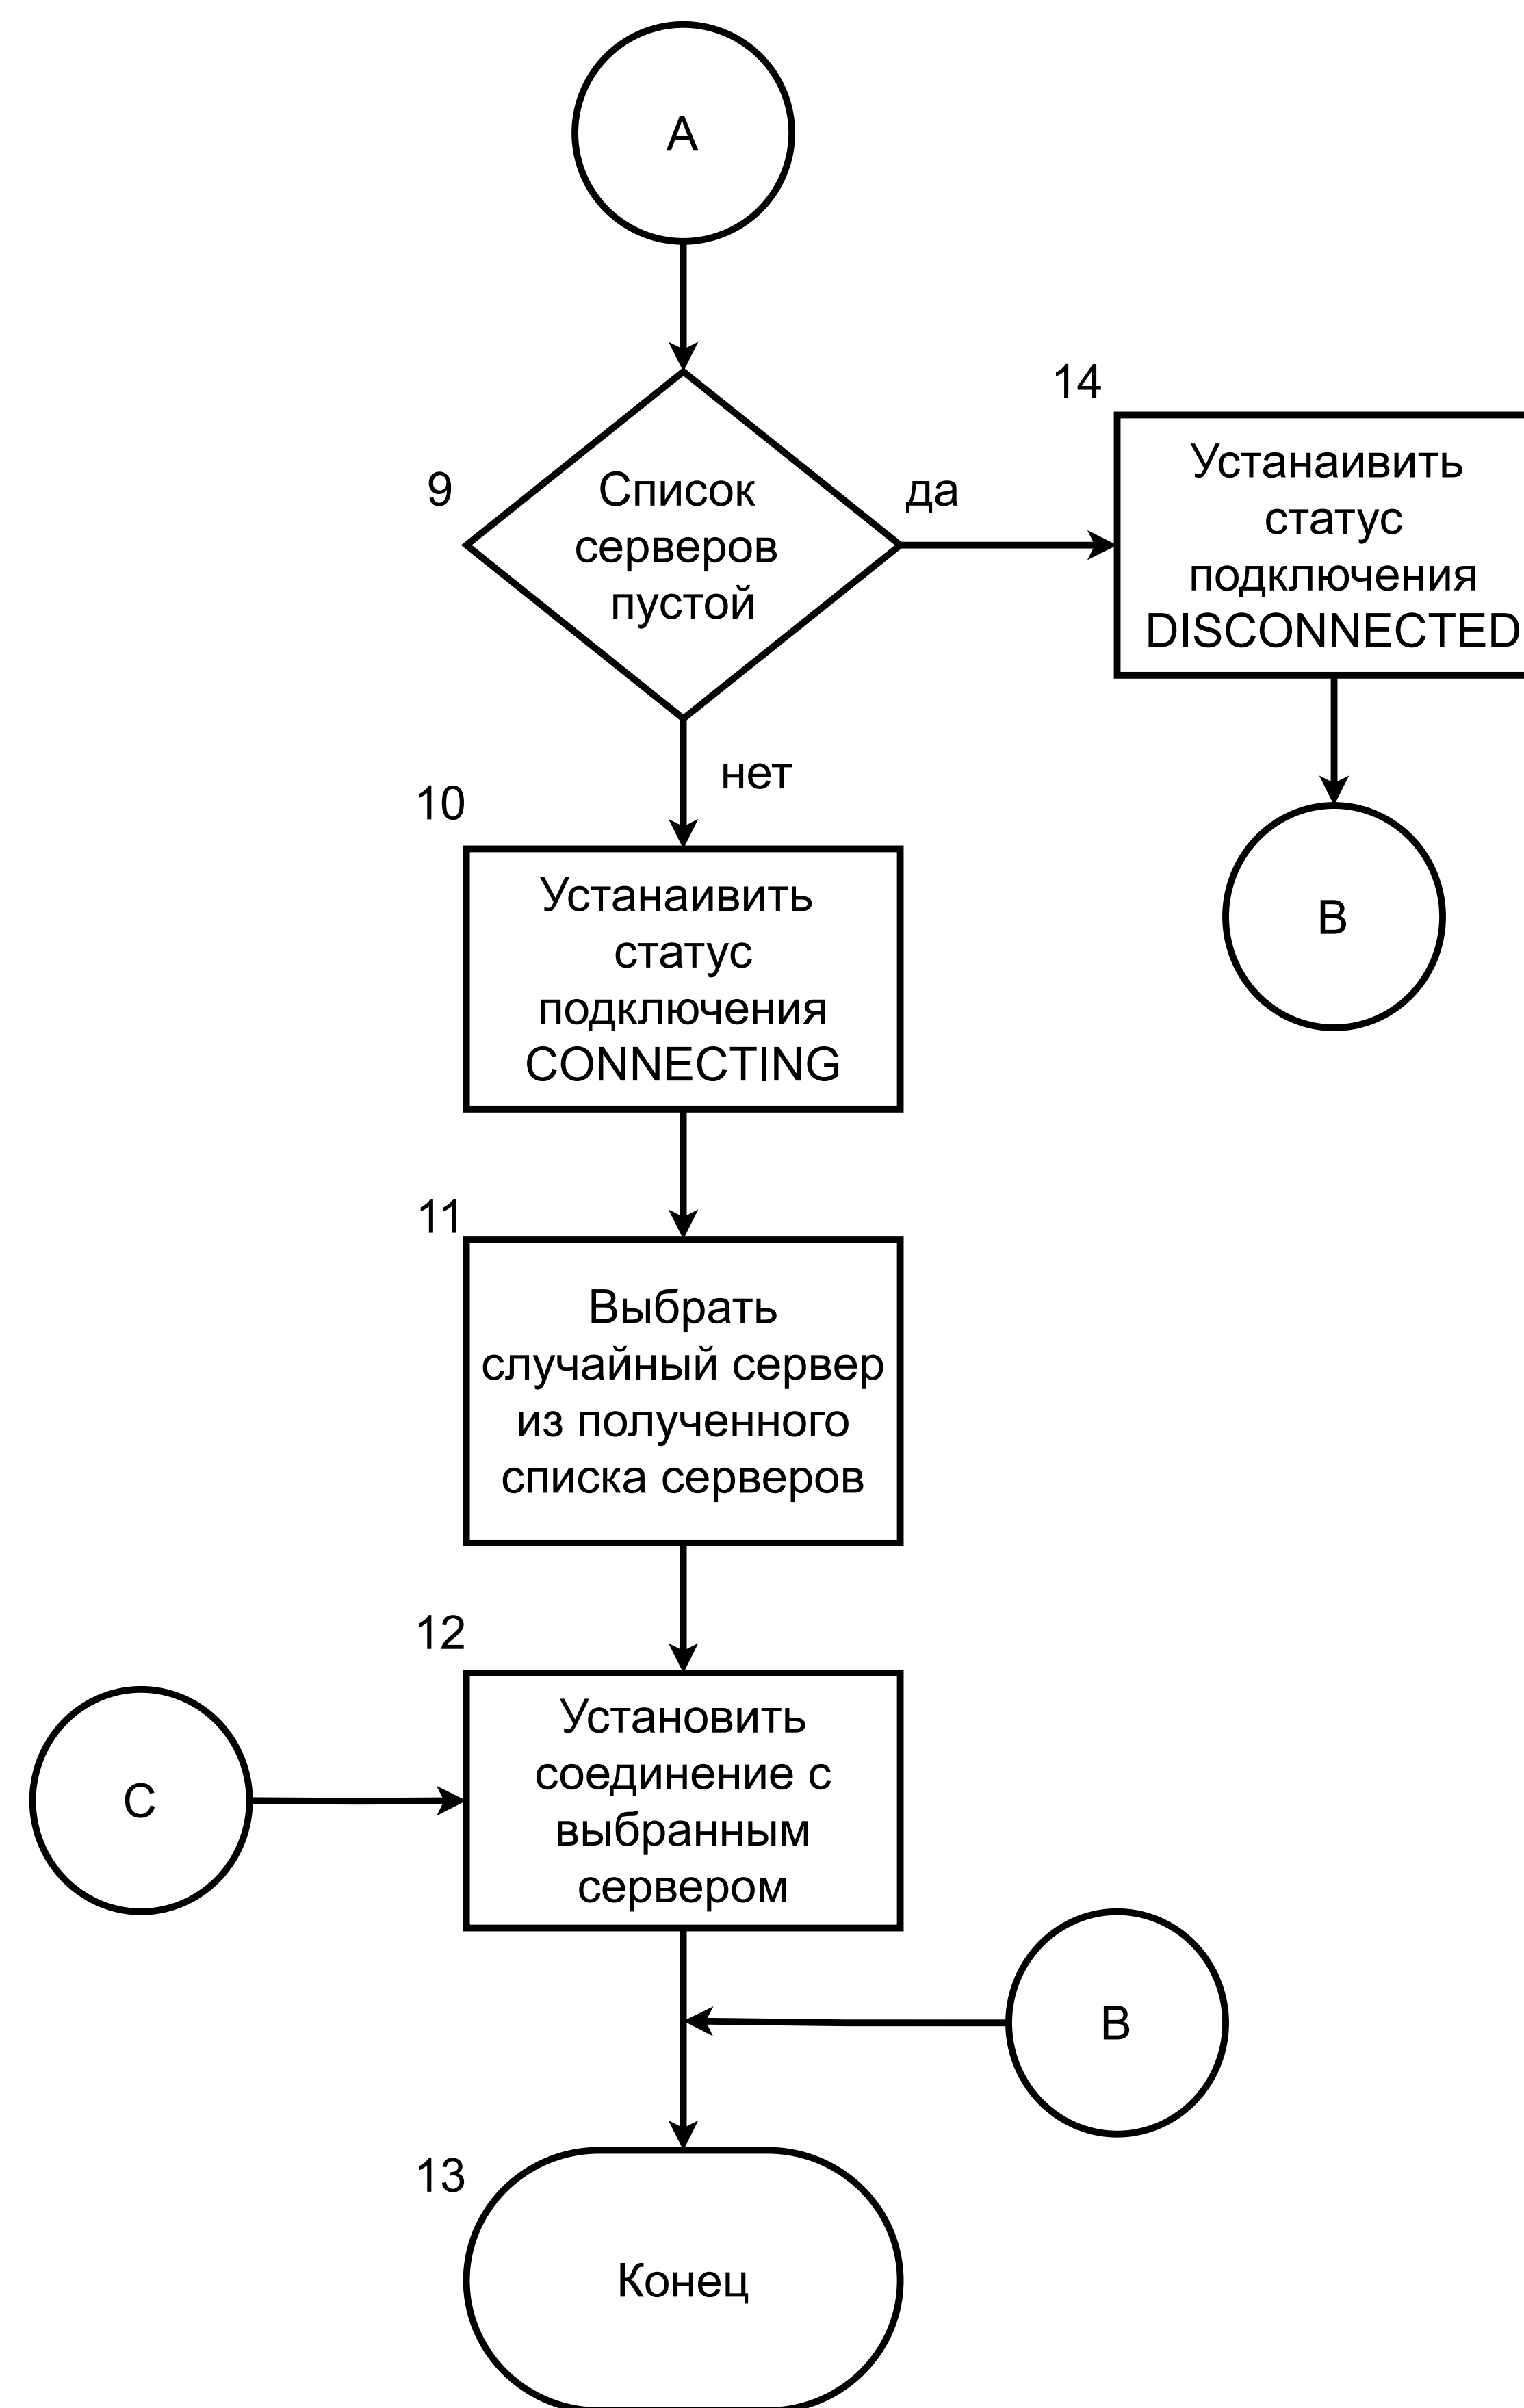 А
14
9
Список
серверов
пустой
да
Устанаивить
статус
подключения
DISCONNECTED
нет
10
Устанаивить
статус
подключения
CONNECTING
В
11
Выбрать
случайный сервер
из полученного
списка серверов
12
Установить
соединение с
выбранным
сервером
С
В
13
Конец